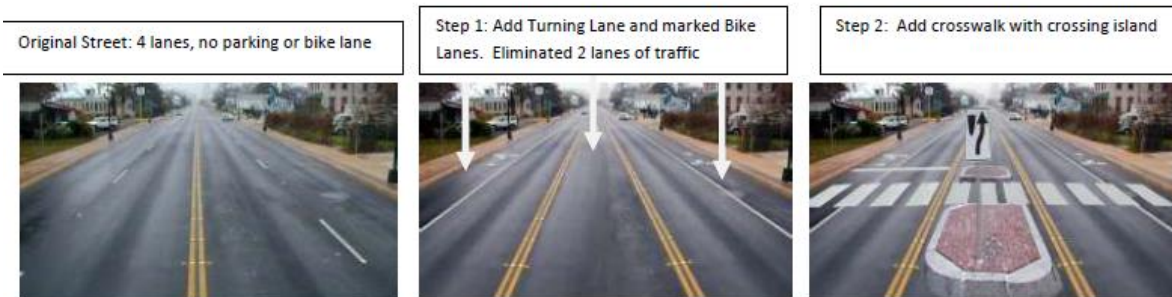 Original Street: 4 lanes, no parking or bike lane
Step 1: Add Turning Lane and marked Bike
Lanes. Eliminated 2 lanes of traffic
Step 2: Add crosswalk with crossing island